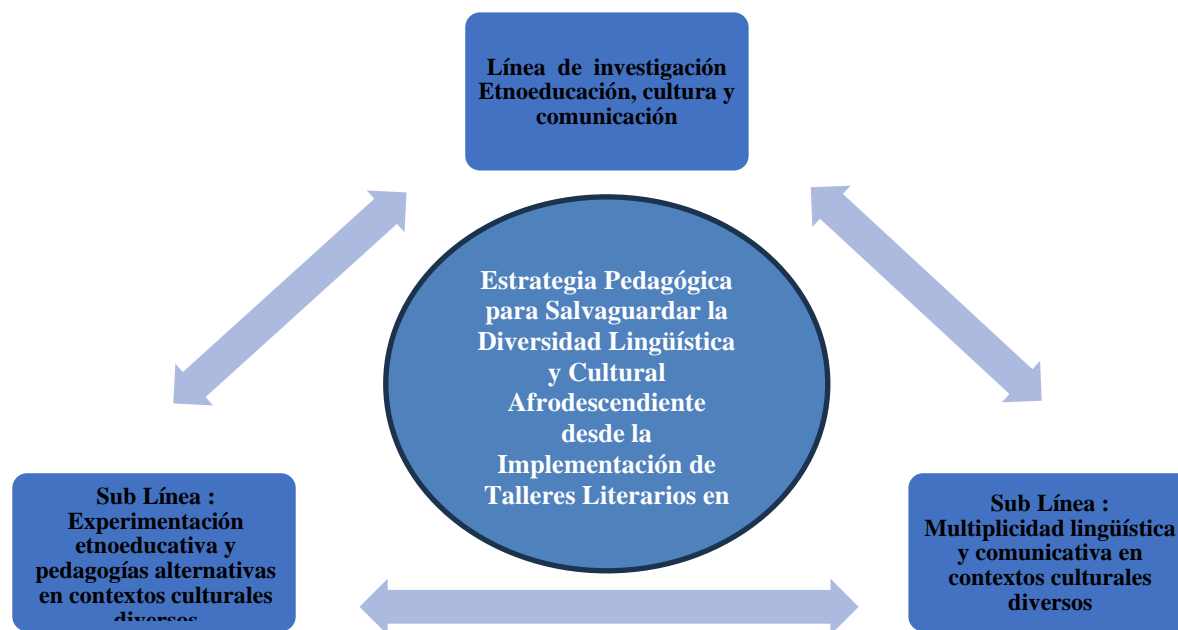 Línea de investigación
Etnoeducación, cultura y
comunicación
Estrategia Pedagógica
para Salvaguardar la
Diversidad Lingüística
y Cultural
Afrodescendiente
desde la
Implementación de
Talleres Literarios en
Sub Línea :
Experimentación
etnoeducativa y
pedagogías alternativas
en contextos culturales
diversos
Sub Línea :
Multiplicidad lingüística
y comunicativa en
contextos culturales
diversos